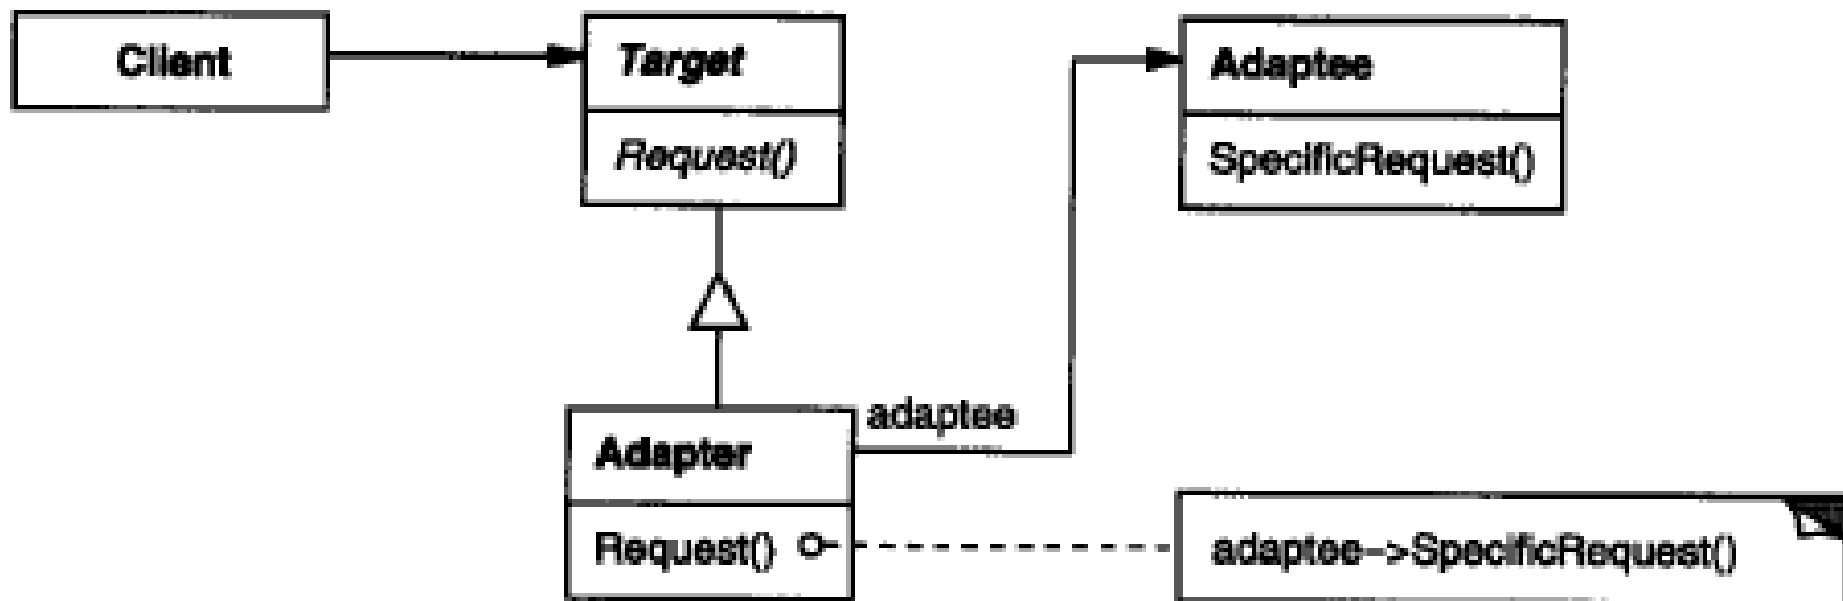 Client
Target
Request()
Adaptee
SpecificRequest()
adaptee
Adapter
Request()
adaptee->SpecificRequest()